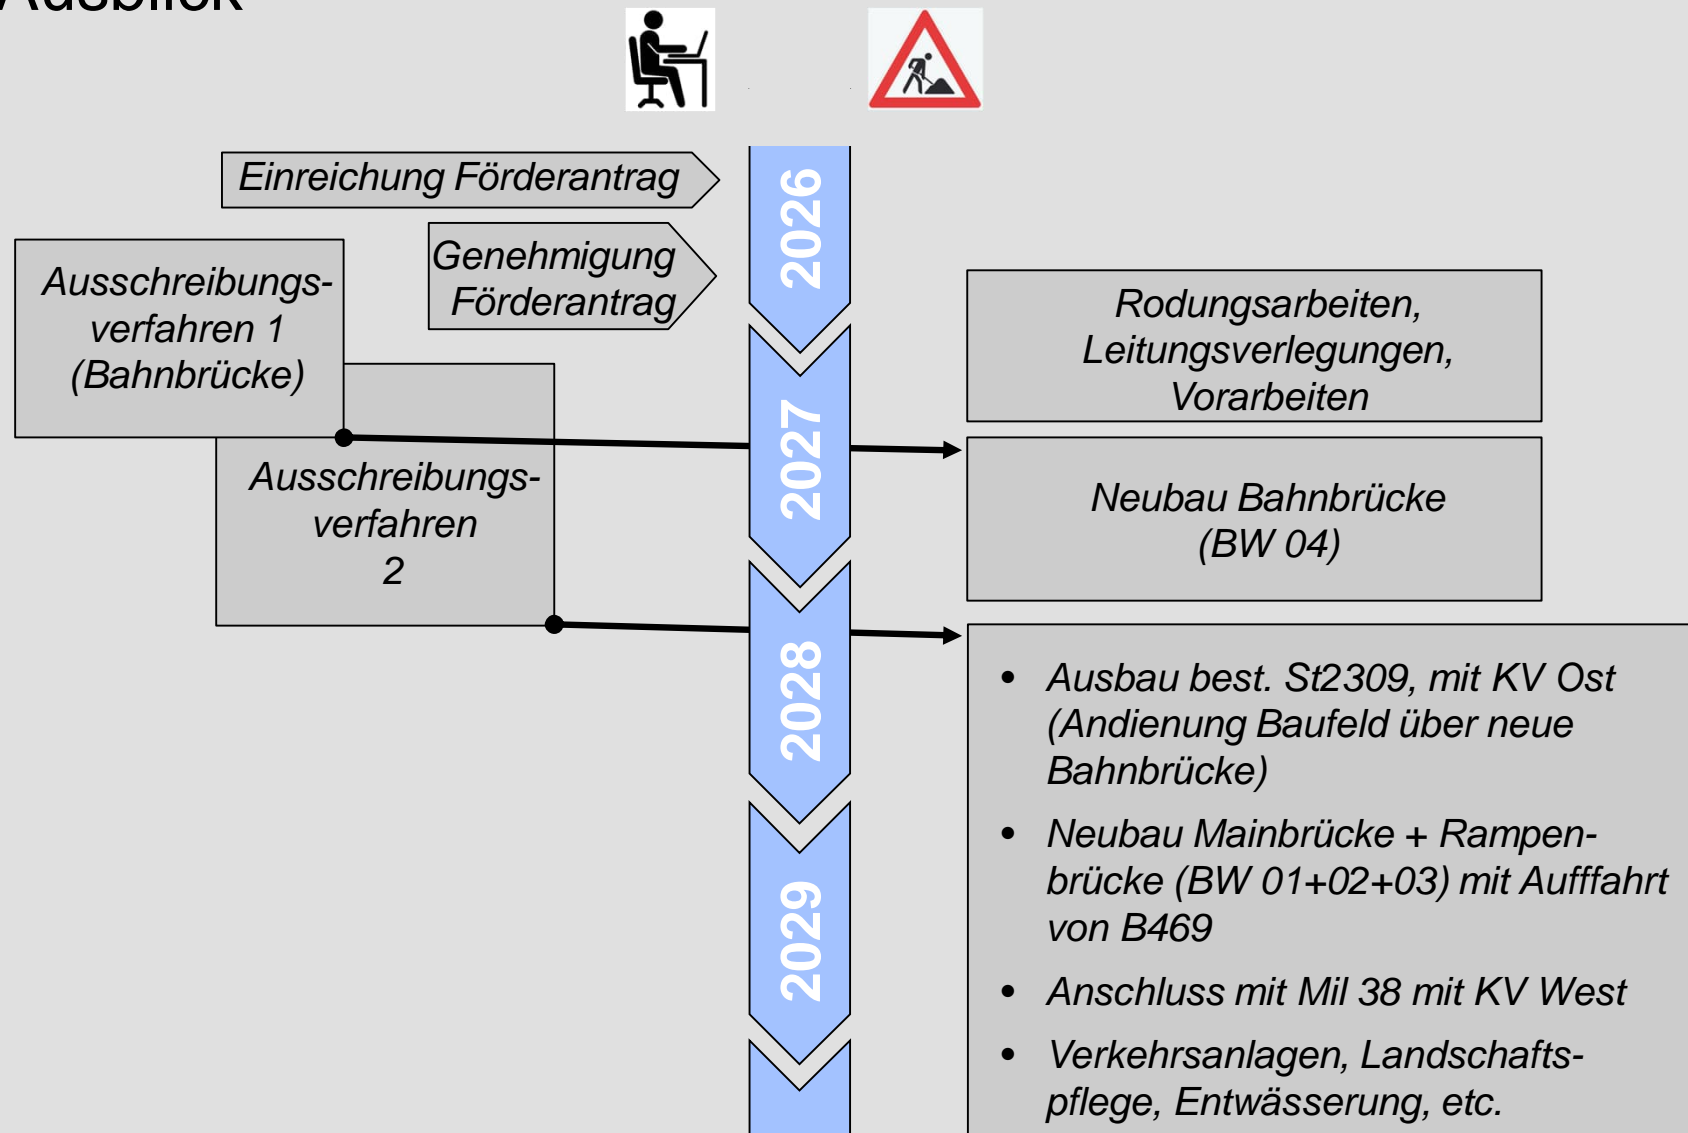 Ausblick
Einreichung Förderantrag
Genehmigung
Förderantrag
Ausschreibungs-
verfahren 1
(Bahnbrücke)
Ausschreibungs-
verfahren
2
2026
2027
2028
2029
Rodungsarbeiten,
Leitungsverlegungen,
Vorarbeiten
Neubau Bahnbrücke
(BW 04)
• Ausbau best. St2309, mit KV Ost
(Andienung Baufeld über neue
Bahnbrücke)
• Neubau Mainbrücke + Rampen-
brücke (BW 01+02+03) mit Aufffahrt
von B469
• Anschluss mit Mil 38 mit KV West
• Verkehrsanlagen, Landschafts-
pflege, Entwässerung, etc.